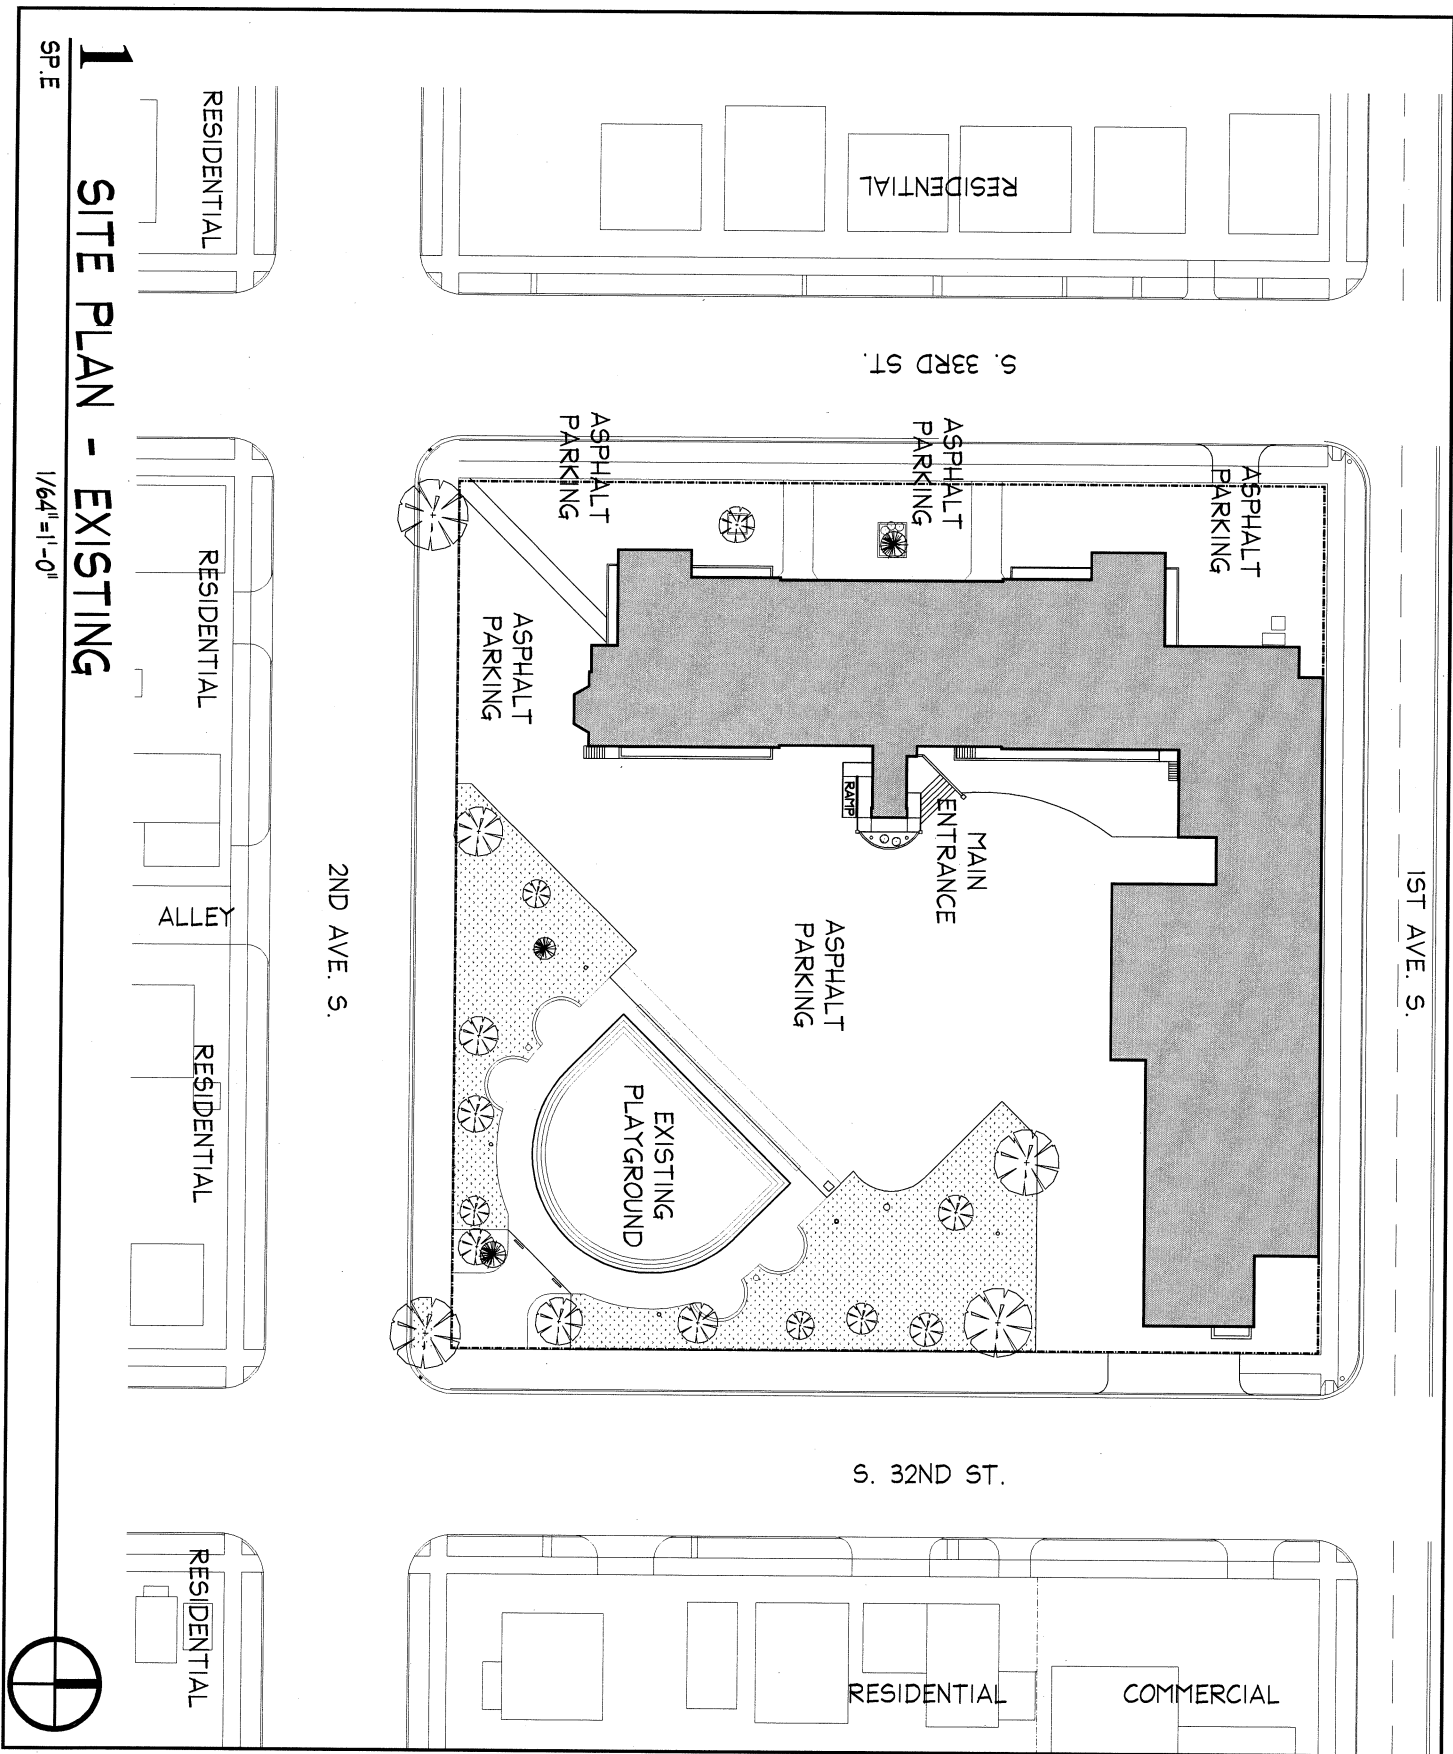 1
SP.E
SITE PLAN - EXISTING
1/64"=1'-0"
RESIDENTIAL
RESIDENTIAL
S. 33RD ST.
ASPHALT
PARKING
ASPHALT
PARKING
ASPHALT
PARKING
RESIDENTIAL
ASPHALT
PARKING
RAMP
MAIN
ENTRANCE
1ST AVE. S.
2ND AVE. S.
ALLEY
ASPHALT
PARKING
RESIDENTIAL
EXISTING
PLAYGROUND
S. 32ND ST.
RESIDENTIAL
RESIDENTIAL
COMMERCIAL